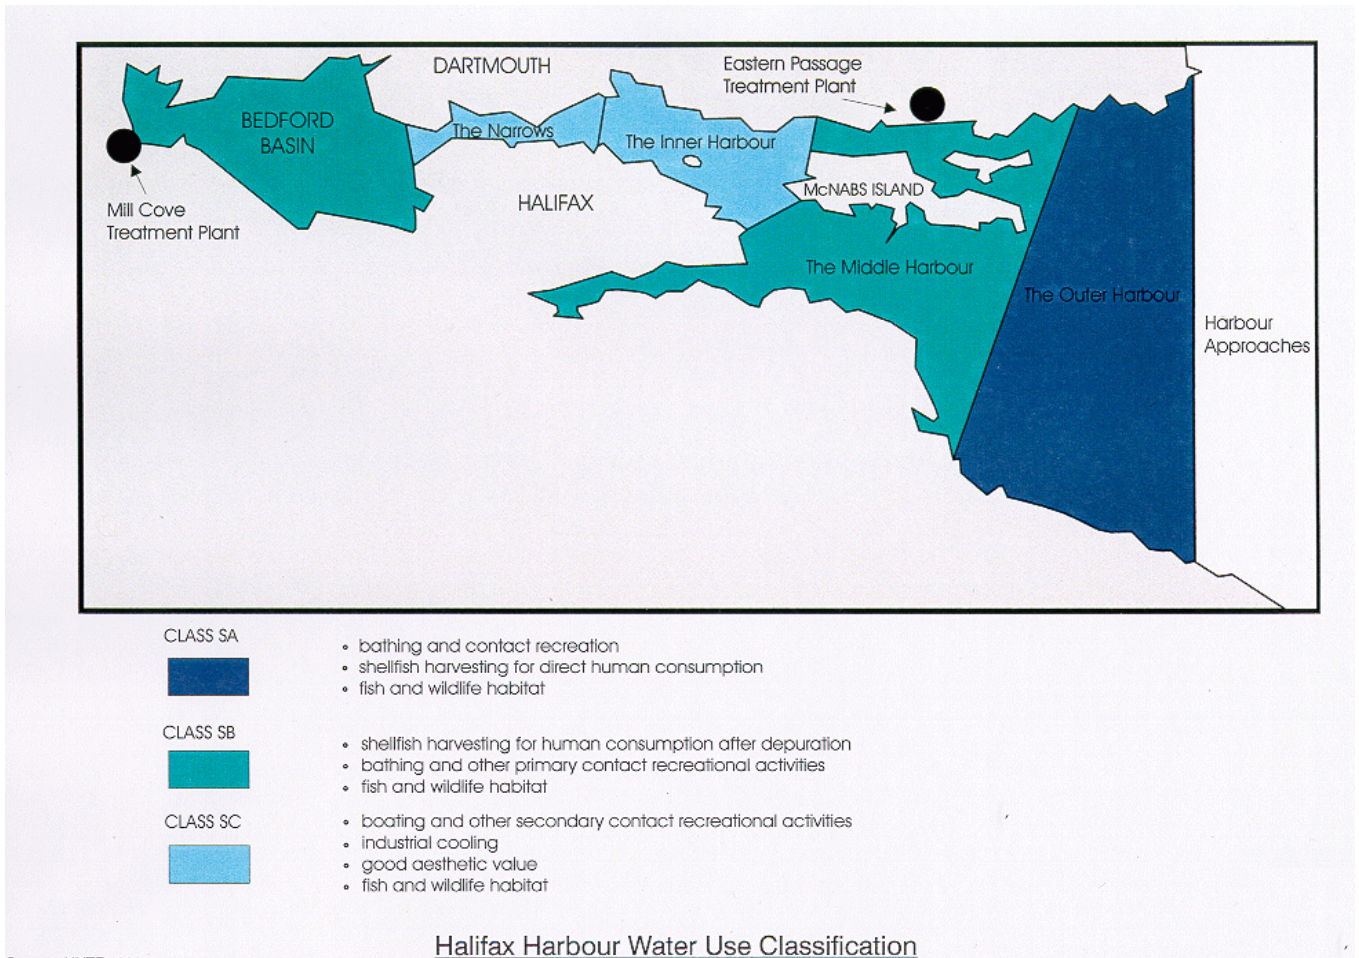 DARTMOUTH
Eastern Passage
Treatment Plant
BEDFORD
BASIN
The Narrows
The Inner Harbour
McNABS ISLAND
Mill Cove
Treatment Plant
HALIFAX
The Middle Harbour
The Outer Harbour
Harbour
Approaches
CLASS SA
• bathing and contact recreation
• shellfish harvesting for direct human consumption
• fish and wildlife habitat
CLASS SB
• shellfish harvesting for human consumption after depuration
• bathing and other primary contact recreational activities
• fish and wildlife habitat
CLASS SC
• boating and other secondary contact recreational activities
• industrial cooling
• good aesthetic value
• fish and wildlife habitat
Halifax Harbour Water Use Classification